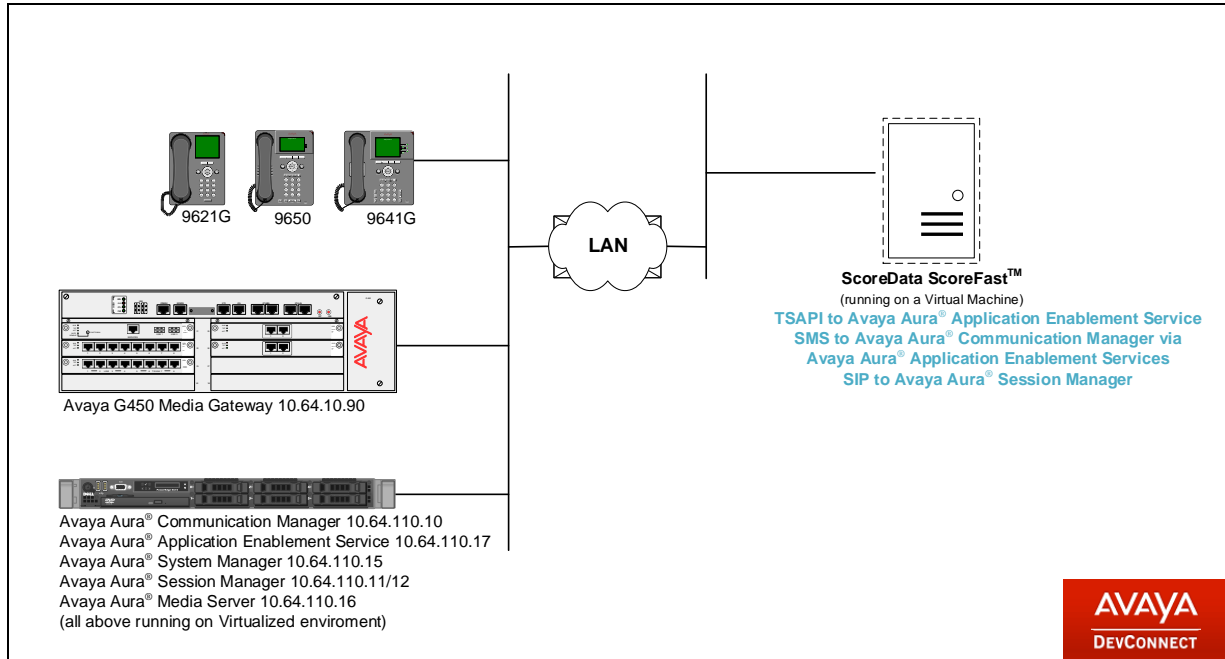 9621G
9650
9641G
LAN
AVAYA
Avaya G450 Media Gateway 10.64.10.90
Avaya Aura® Communication Manager 10.64.110.10
Avaya Aura® Application Enablement Service 10.64.110.17
Avaya Aura® System Manager 10.64.110.15
Avaya Aura® Session Manager 10.64.110.11/12
Avaya Aura® Media Server 10.64.110.16
(all above running on Virtualized enviroment)
ScoreData ScoreFast™
(running on a Virtual Machine)
TSAPI to Avaya Aura® Application Enablement Service
SMS to Avaya Aura® Communication Manager via
Avaya Aura® Application Enablement Services
SIP to Avaya Aura® Session Manager
AVAYA
DEVCONNECT